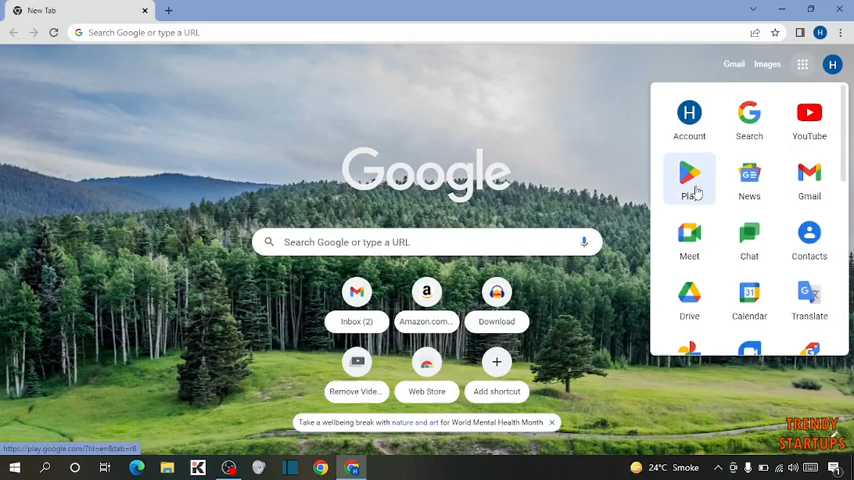 New Tab
Search Google or type a URL
H
Gmail
Images
H
H
Account
Search
YouTube
GE
Play
News
Gmail
Meet
Chat
Contacts
31
Drive
Calendar
Translate
Google
Search Google or type a URL
Inbox (2)
Amazon.com...
Download
Remove Vide...
Web Store
Add shortcut
Take a wellbeing break with nature and art for World Mental Health Month
https://play.google.com/?hl=en&tab=r8
TRENDY
STARTUPS
24°C Smoke